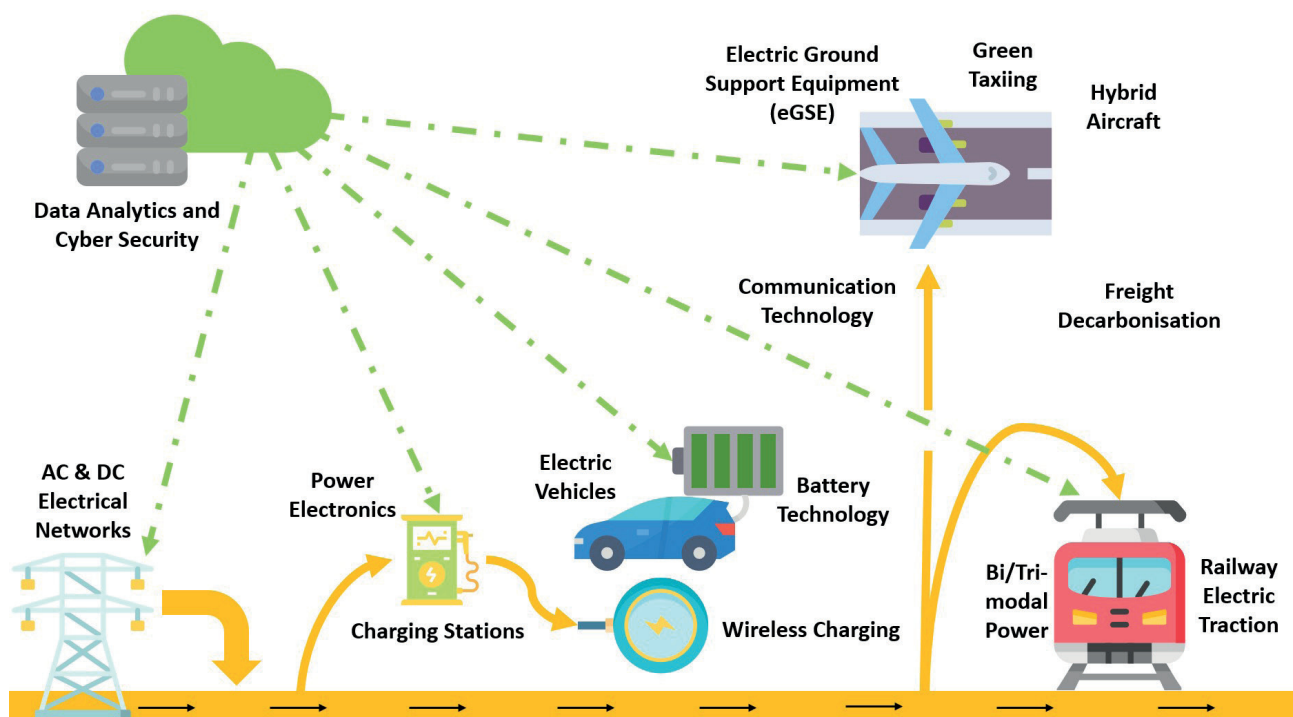 Electric Ground
Support Equipment
(eGSE)
Green
Taxiing
Hybrid
Aircraft
Data Analytics and
Cyber Security
Communication
Technology
Freight
Decarbonisation
AC & DC
Electrical
Networks
Power
Electronics
Electric
Vehicles
Battery
Technology
Charging Stations
Wireless Charging
Bi/Tri-
modal
Power
Railway
Electric
Traction